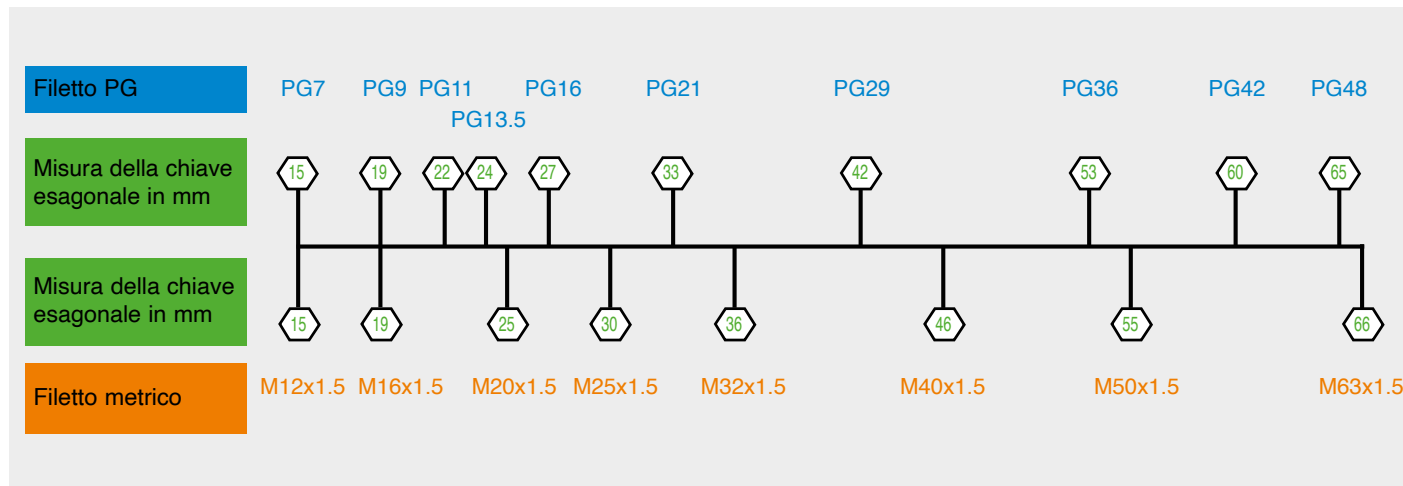 Filetto PG
PG7 PG9 PG11 PG16 PG21 PG29 PG36 PG42 PG48
PG13.5
Misura della chiave
esagonale in mm
15 19 22 24 27 33 42 53 60 65
Misura della chiave
esagonale in mm
15 19 25 30 36 46 55 66
Filetto metrico
M12x1.5 M16x1.5 M20x1.5 M25x1.5 M32x1.5 M40x1.5 M50x1.5 M63x1.5